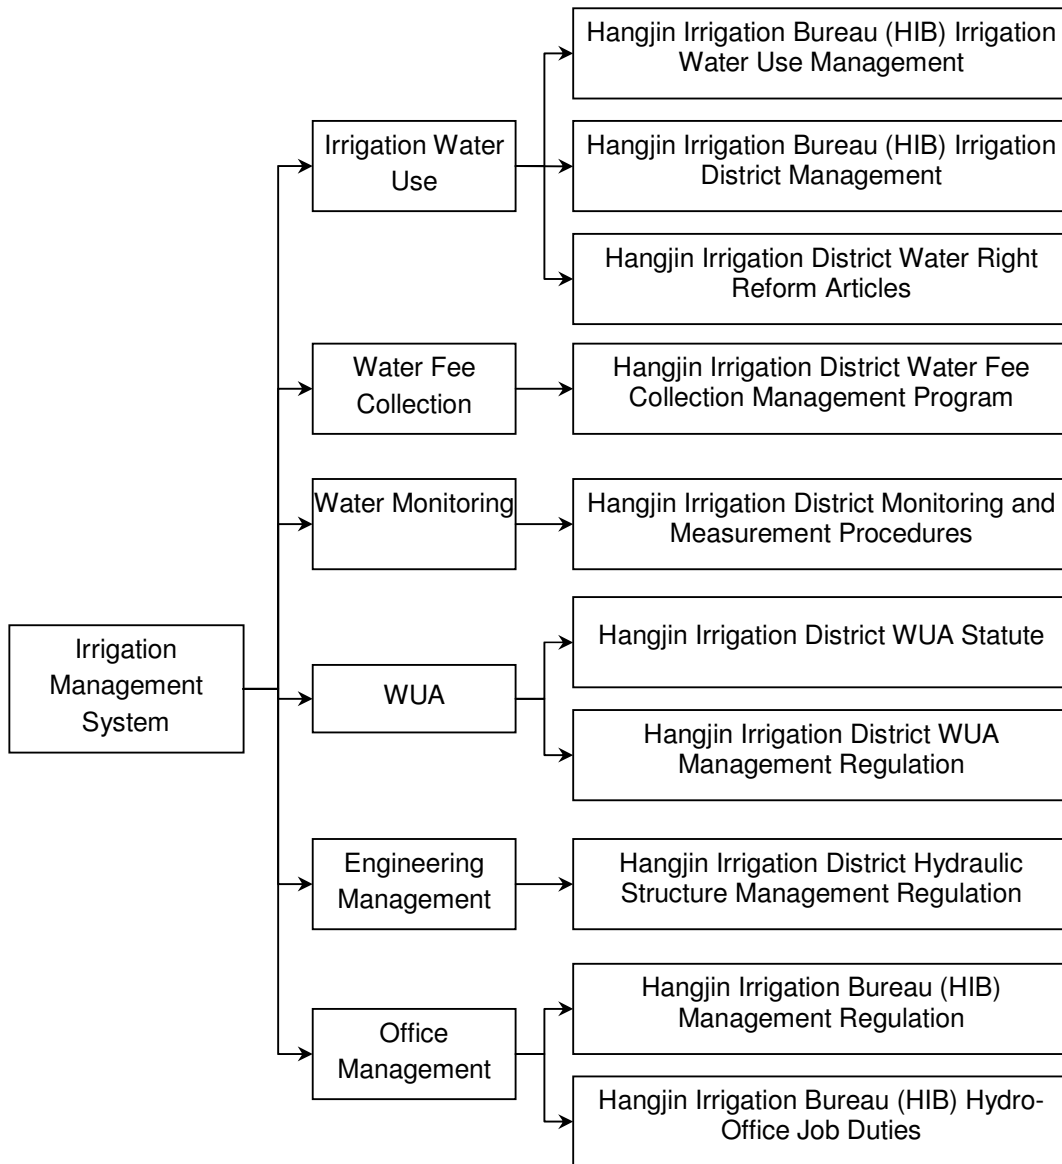 Hangjin Irrigation Bureau (HIB) Irrigation
Water Use Management
Irrigation Water
Use
Hangjin Irrigation Bureau (HIB) Irrigation
District Management
Hangjin Irrigation District Water Right
Reform Articles
Water Fee
Collection
Hangjin Irrigation District Water Fee
Collection Management Program
Water Monitoring
Hangjin Irrigation District Monitoring and
Measurement Procedures
Irrigation
Management
System
WUA
Hangjin Irrigation District WUA Statute
Hangjin Irrigation District WUA
Management Regulation
Engineering
Management
Hangjin Irrigation District Hydraulic
Structure Management Regulation
Office
Management
Hangjin Irrigation Bureau (HIB)
Management Regulation
Hangjin Irrigation Bureau (HIB) Hydro-
Office Job Duties